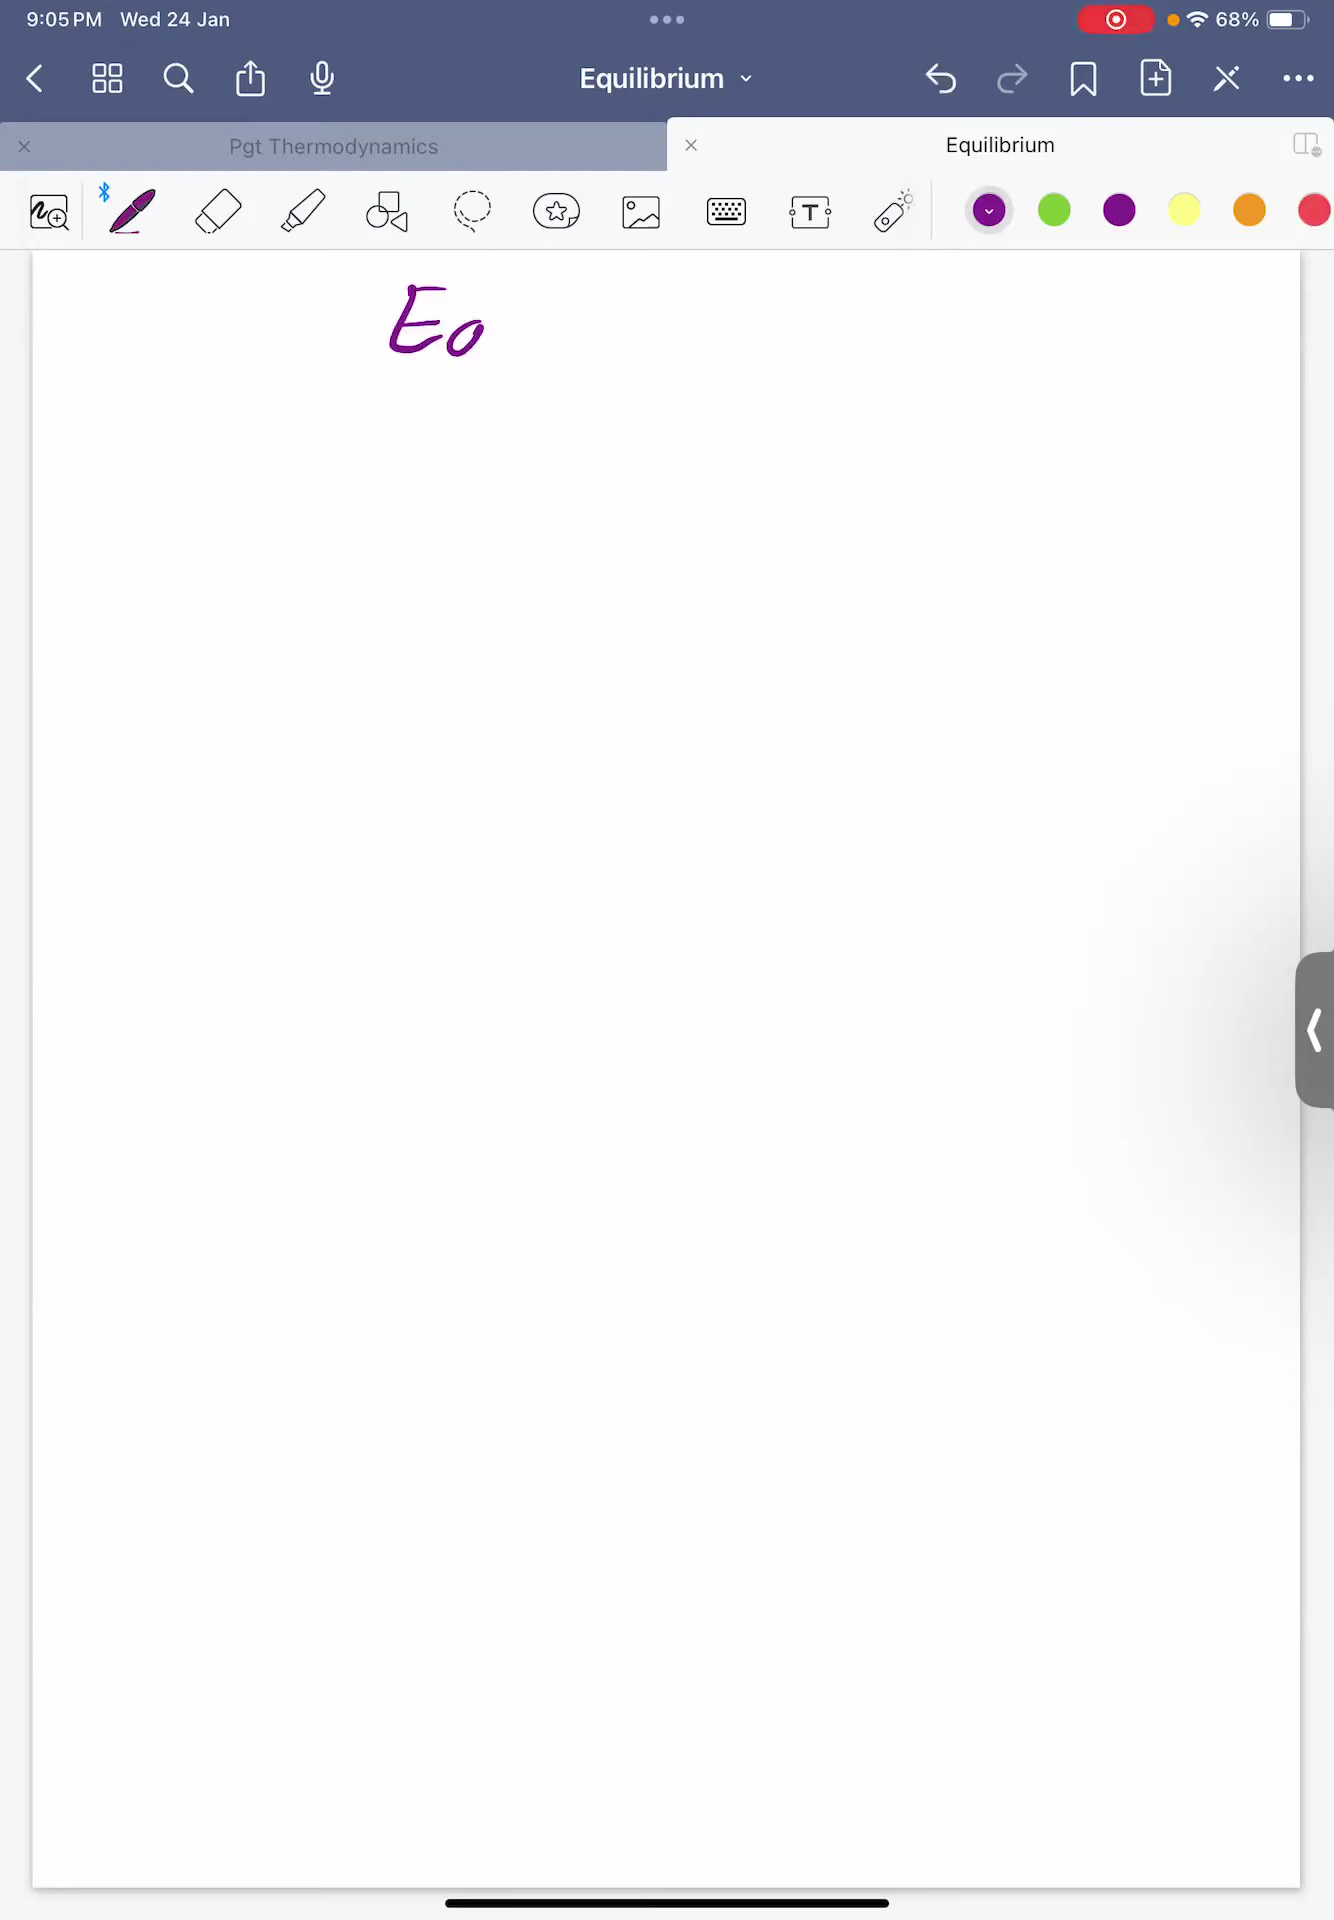 9:05 PM Wed 24 Jan 68%
Equilibrium
Pgt Thermodynamics Equilibrium
T
Eo